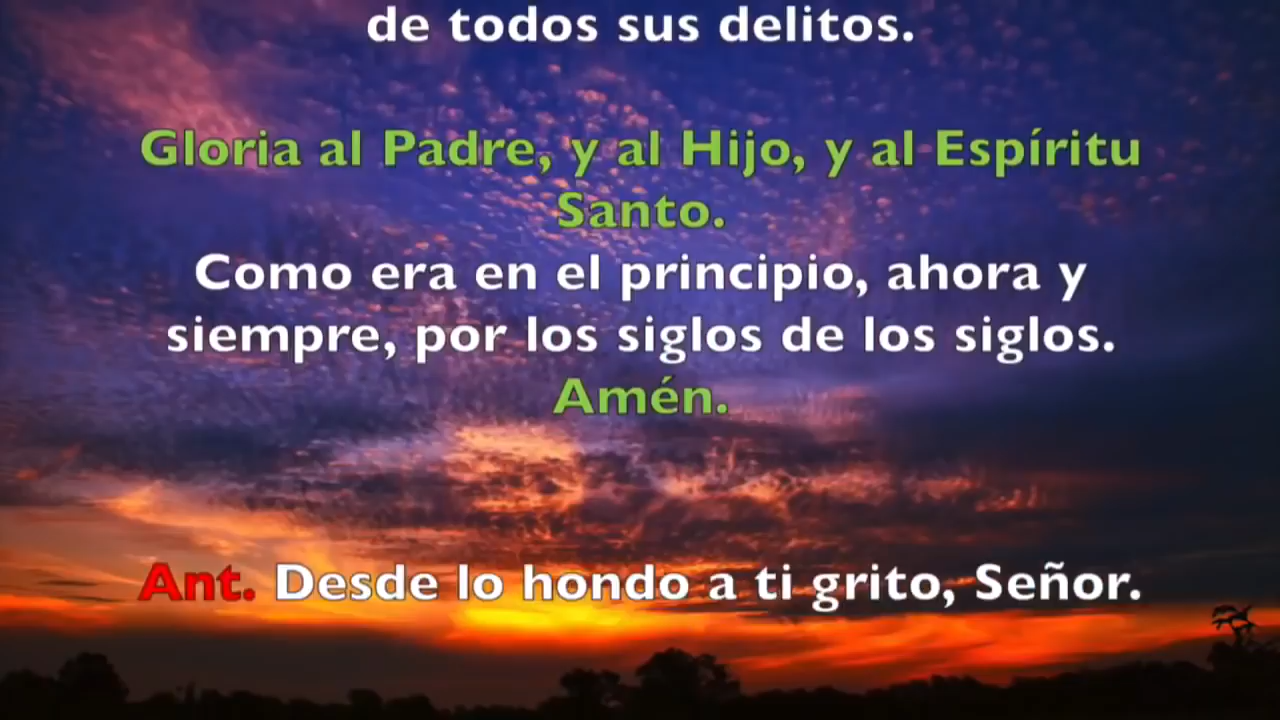 de todos sus delitos.
Gloria al Padre, y al Hijo, y al Espíritu
Santo.
Como era en el principio, ahora y
siempre, por los siglos de los siglos.
Amén.
Ant. Desde lo hondo a ti grito, Señor.